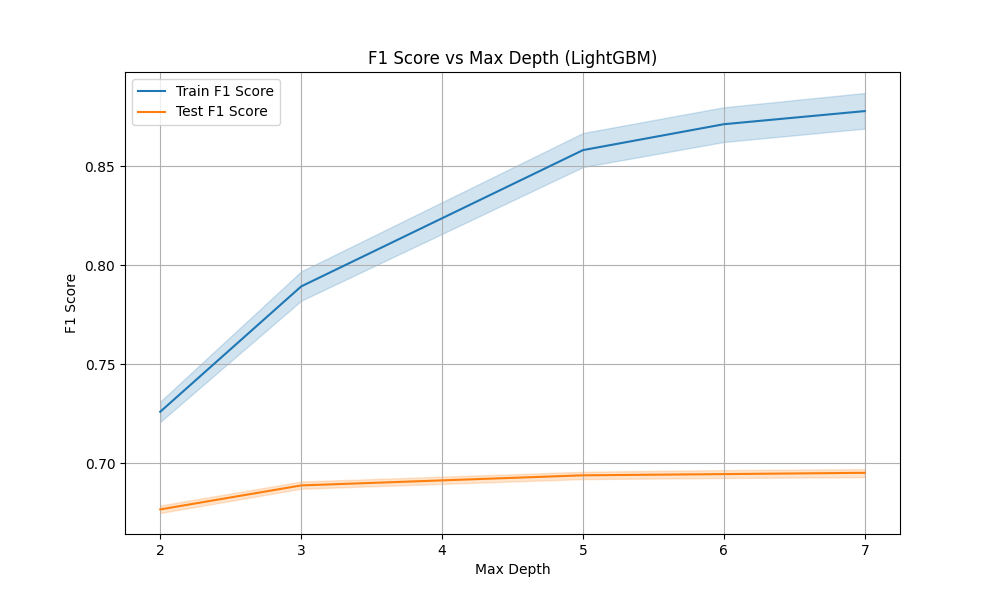 F1 Score vs Max Depth (LightGBM)
Train F1 Score
Test F1 Score
0.85
0.80
0.75
0.70
F1 Score
2 3 4 5 6 7
Max Depth